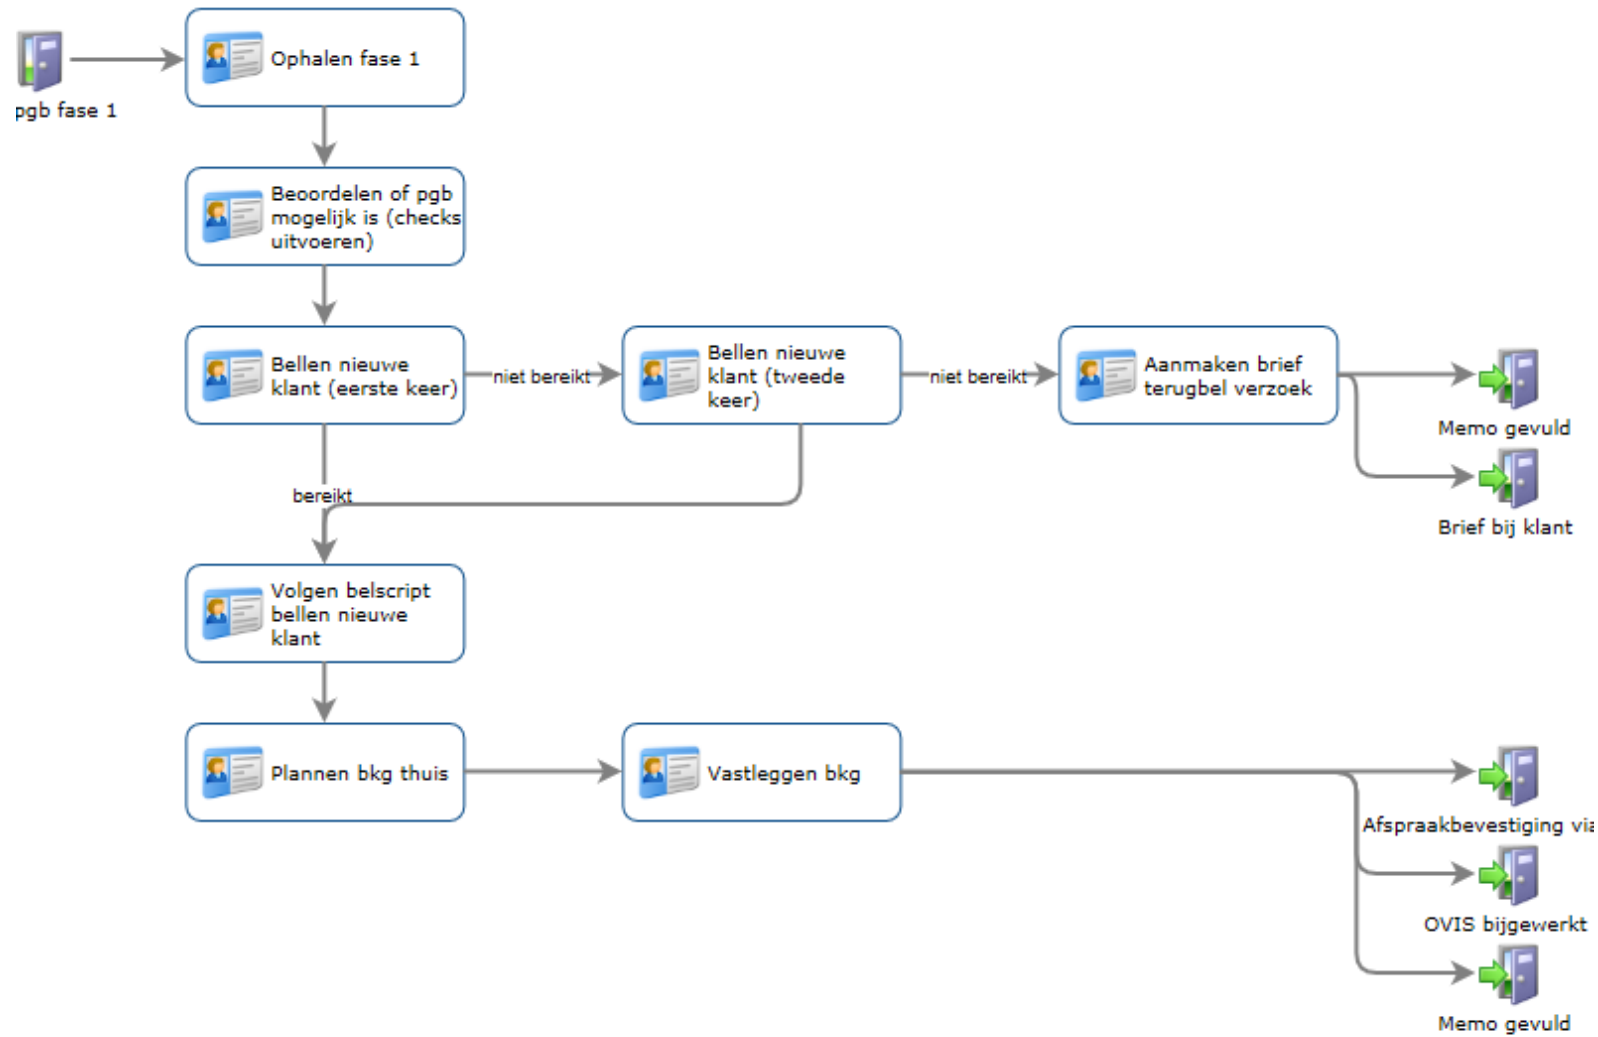 pgb fase 1
Ophalen fase 1
Beoordelen of pgb
mogelijk is (checks
uitvoeren)
Bellen nieuwe
klant (eerste keer)
niet bereikt
Bellen nieuwe
klant (tweede
keer)
niet bereikt
Aanmaken brief
terugbel verzoek
Memo gevuld
Brief bij klant
bereikt
Volgen belscript
bellen nieuwe
klant
Plannen bkg thuis
Vastleggen bkg
Afspraakbevestiging via
OVIS bijgewerkt
Memo gevuld